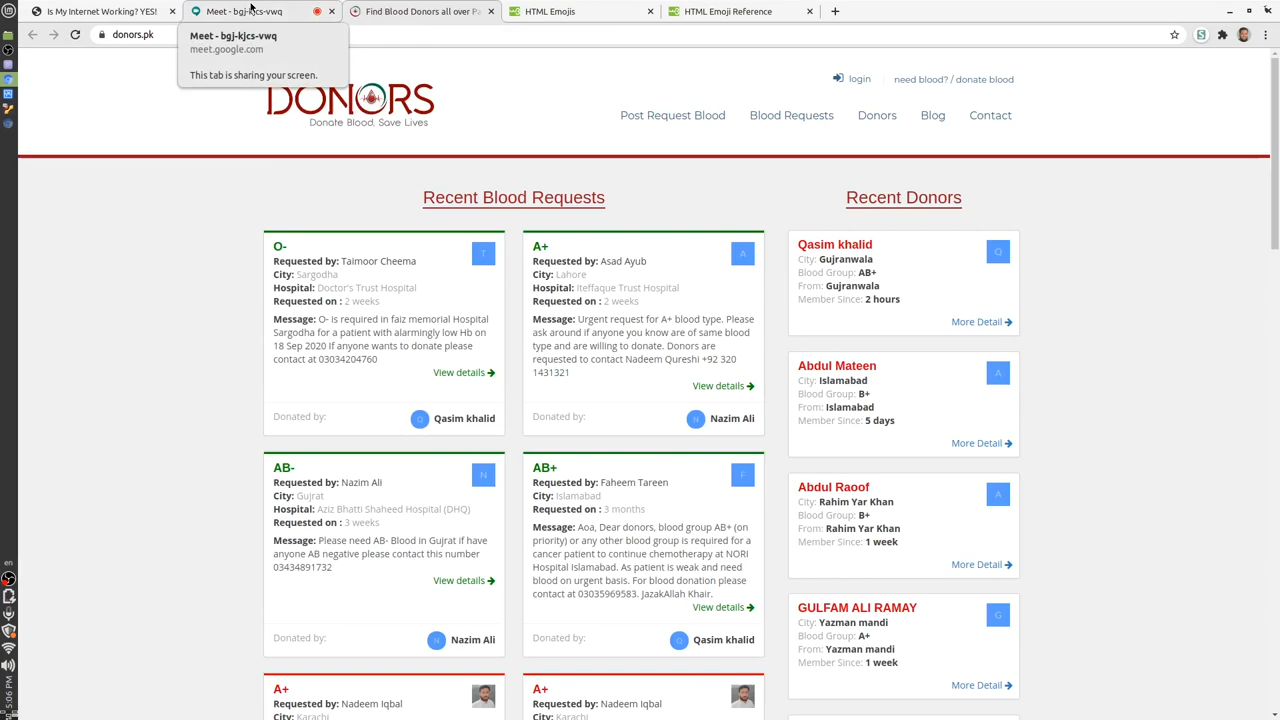 Is My Internet Working? YES!
Meet - bgj-kjcs-vwq
Find Blood Donors all over Pa
HTML Emojis
HTML Emoji Reference
donors.pk
Meet - bgj-kjcs-vwq
meet.google.com
This tab is sharing your screen.
login
need blood? / donate blood
DONORS
Donate Blood, Save Lives
Post Request Blood
Blood Requests
Donors
Blog
Contact
Recent Blood Requests
O-
T
Requested by: Taimoor Cheema
City: Sargodha
Hospital: Doctor's Trust Hospital
Requested on : 2 weeks
Message: O- is required in faiz memorial Hospital
Sargodha for a patient with alarmingly low Hb on
18 Sep 2020 If anyone wants to donate please
contact at 03034204760
View details
Donated by:
Q
Qasim khalid
A+
A
Requested by: Asad Ayub
City: Lahore
Hospital: Iteffaque Trust Hospital
Requested on : 2 weeks
Message: Urgent request for A+ blood type. Please
ask around if anyone you know are of same blood
type and are willing to donate. Donors are
requested to contact Nadeem Qureshi +92 320
1431321
View details
Donated by:
N
Nazim Ali
AB-
N
Requested by: Nazim Ali
City: Gujrat
Hospital: Aziz Bhatti Shaheed Hospital (DHQ)
Requested on : 3 weeks
Message: Please need AB- Blood in Gujrat if have
anyone AB negative please contact this number
03434891732
View details
Donated by:
N
Nazim Ali
AB+
F
Requested by: Faheem Tareen
City: Islamabad
Requested on : 3 months
Message: Aoa, Dear donors, blood group AB+ (on
priority) or any other blood group is required for a
cancer patient to continue chemotherapy at NORI
Hospital Islamabad. As patient is weak and need
blood on urgent basis. For blood donation please
contact at 03035969583. JazakAllah Khair.
View details
Donated by:
Q
Qasim khalid
A+
Requested by: Nadeem Iqbal
City: Karachi
A+
Requested by: Nadeem Iqbal
City: Karachi
Recent Donors
Qasim khalid
Q
City: Gujranwala
Blood Group: AB+
From: Gujranwala
Member Since: 2 hours
More Detail
Abdul Mateen
A
City: Islamabad
Blood Group: B+
From: Islamabad
Member Since: 5 days
More Detail
Abdul Raoof
A
City: Rahim Yar Khan
Blood Group: B+
From: Rahim Yar Khan
Member Since: 1 week
More Detail
GULFAM ALI RAMAY
G
City: Yazman mandi
Blood Group: A+
From: Yazman mandi
Member Since: 1 week
More Detail
en
5:06 PM